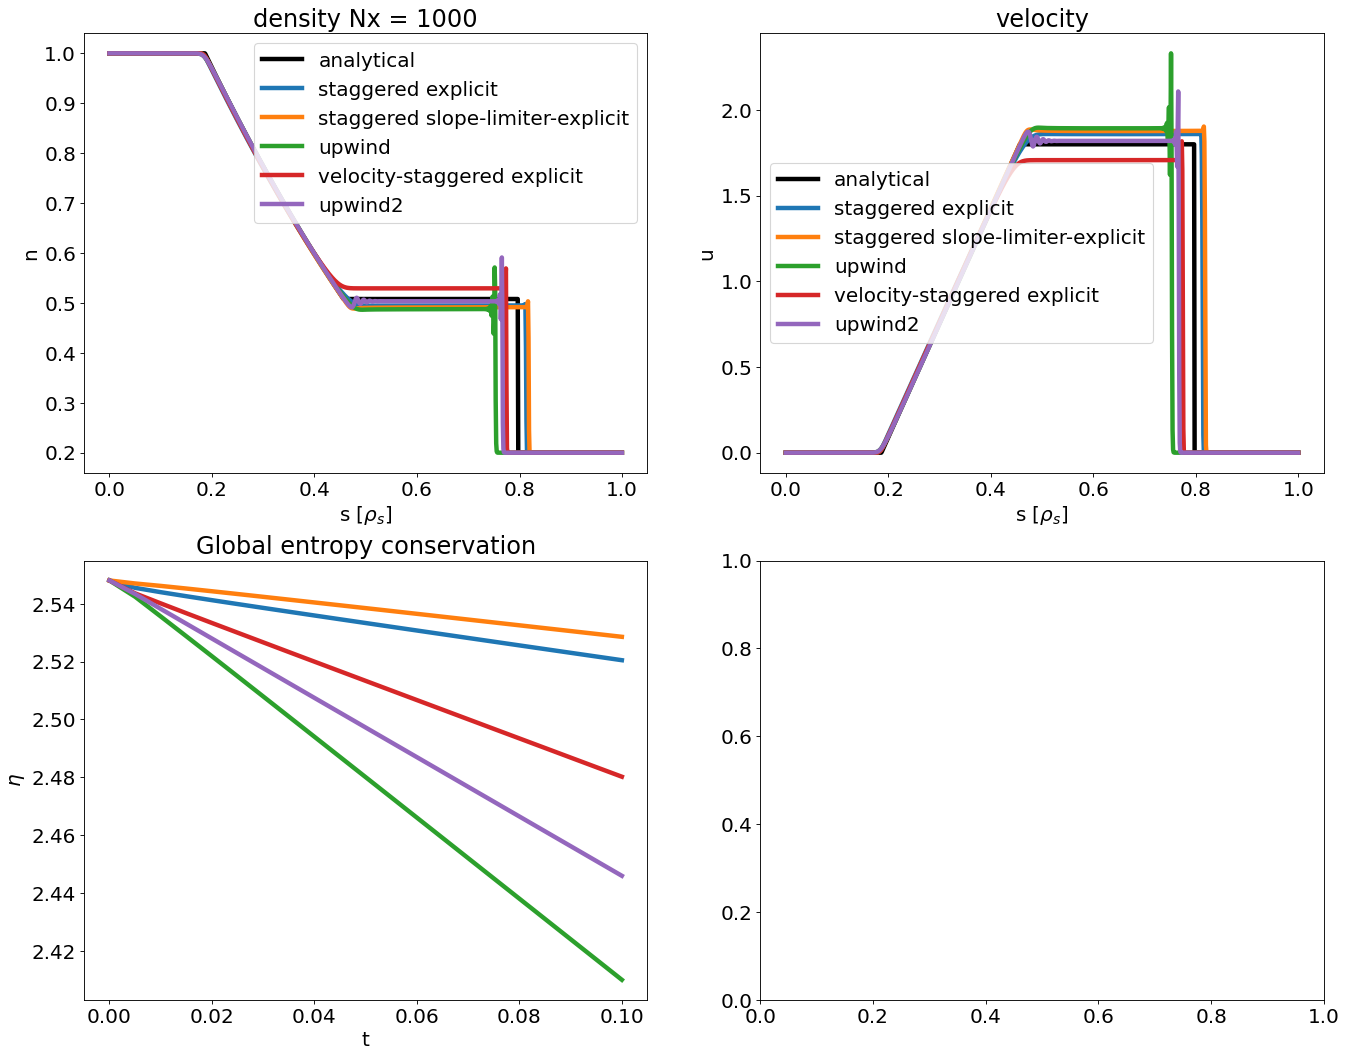 density Nx = 1000
1.0
0.9
0.8
0.7
0.6
0.5
0.4
0.3
0.2
n
analytical
staggered explicit
staggered slope-limiter-explicit
upwind
velocity-staggered explicit
upwind2
0.0 0.2 0.4 0.6 0.8 1.0
s [ρₛ]
velocity
2.0
1.5
1.0
0.5
0.0
u
analytical
staggered explicit
staggered slope-limiter-explicit
upwind
velocity-staggered explicit
upwind2
0.0 0.2 0.4 0.6 0.8 1.0
s [ρₛ]
Global entropy conservation
2.54
2.52
2.50
2.48
2.46
2.44
2.42
η
0.00 0.02 0.04 0.06 0.08 0.10
t
1.0
0.8
0.6
0.4
0.2
0.0
0.0 0.2 0.4 0.6 0.8 1.0